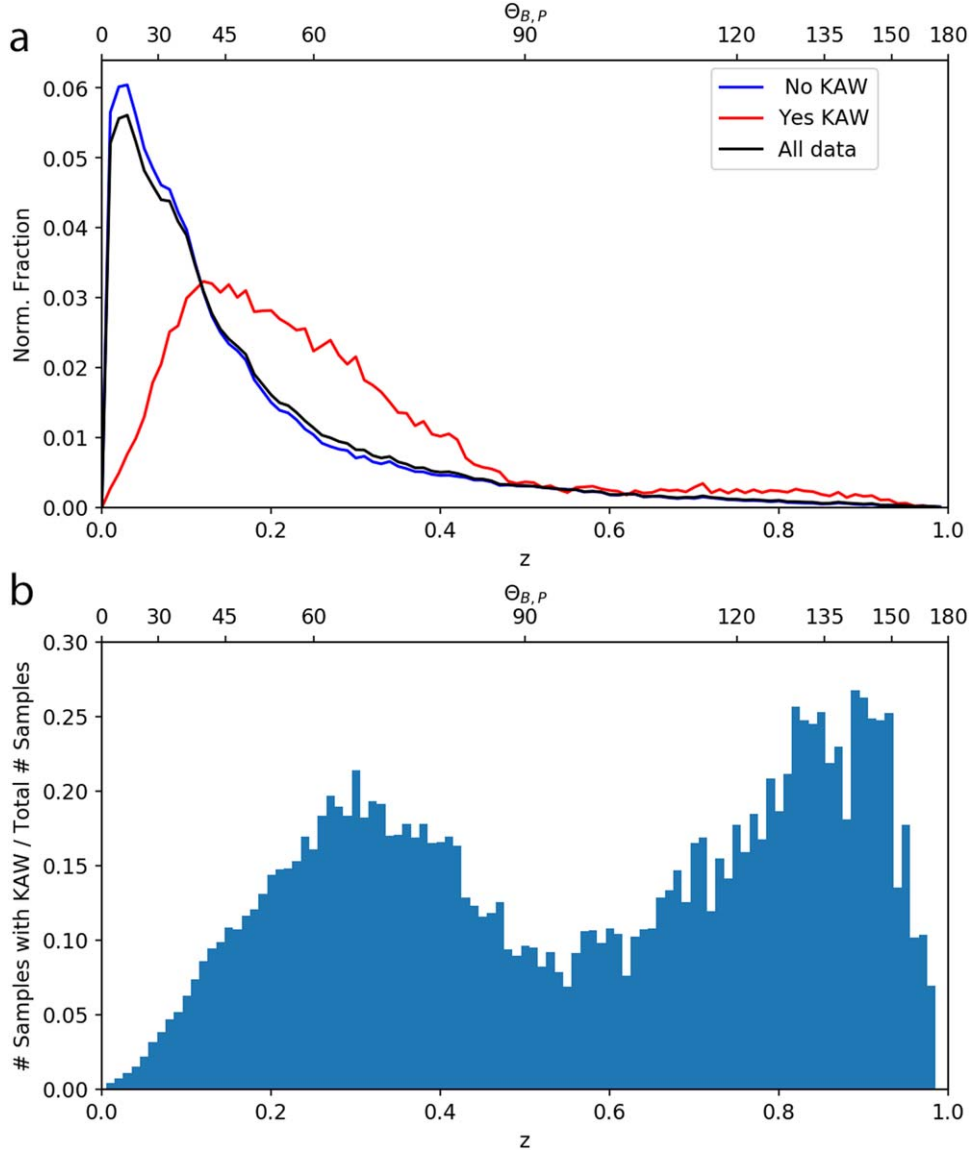 a
Θ_{B, P}
0 30 45 60 90 120 135 150 180
No KAW
Yes KAW
All data
Norm. Fraction
0.06
0.05
0.04
0.03
0.02
0.01
0.00
0.0 0.2 0.4 0.6 0.8 1.0
z
b
Θ_{B, P}
0 30 45 60 90 120 135 150 180
# Samples with KAW / Total # Samples
0.30
0.25
0.20
0.15
0.10
0.05
0.00
0.0 0.2 0.4 0.6 0.8 1.0
z